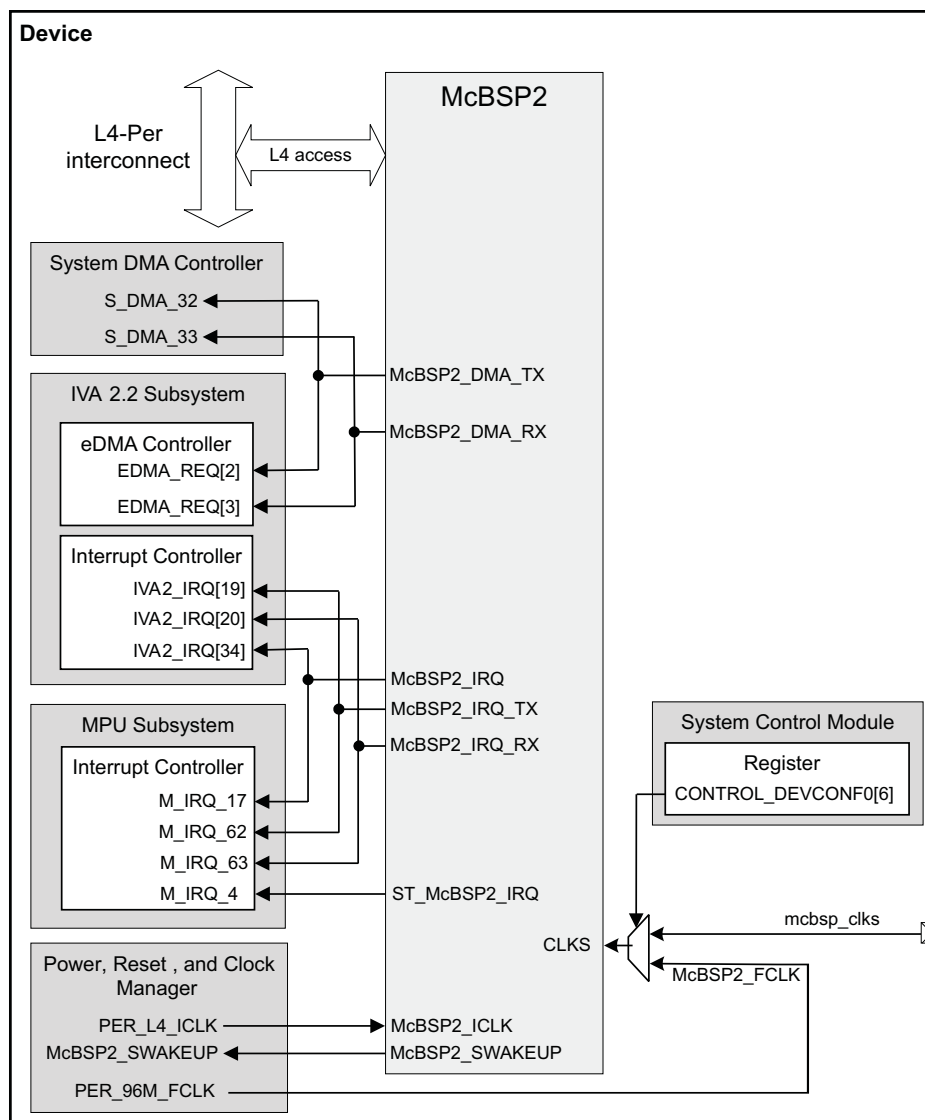 Device
McBSP2
L4-Per
interconnect
L4 access
System DMA Controller
S_DMA_32
S_DMA_33
McBSP2_DMA_TX
IVA 2.2 Subsystem
McBSP2_DMA_RX
eDMA Controller
EDMA_REQ[2]
EDMA_REQ[3]
Interrupt Controller
IVA2_IRQ[19]
IVA2_IRQ[20]
IVA2_IRQ[34]
McBSP2_IRQ
McBSP2_IRQ_TX
McBSP2_IRQ_RX
MPU Subsystem
Interrupt Controller
M_IRQ_17
M_IRQ_62
M_IRQ_63
M_IRQ_4
ST_McBSP2_IRQ
System Control Module
Register
CONTROL_DEVCONF0[6]
mcbsp_clks
CLKS
McBSP2_FCLK
Power, Reset , and Clock
Manager
PER_L4_ICLK
McBSP2_ICLK
McBSP2_SWAKEUP
McBSP2_SWAKEUP
PER_96M_FCLK